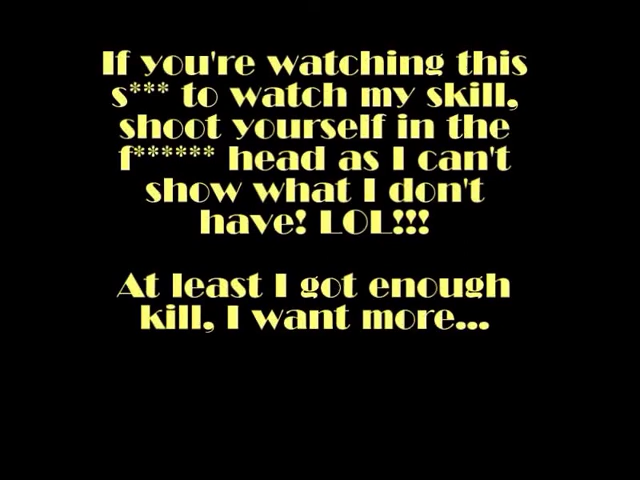 If you're watching this
s*** to watch my skill,
shoot yourself in the
f****** head as I can't
show what I don't
have! LOL!!!
At least I got enough
kill, I want more...